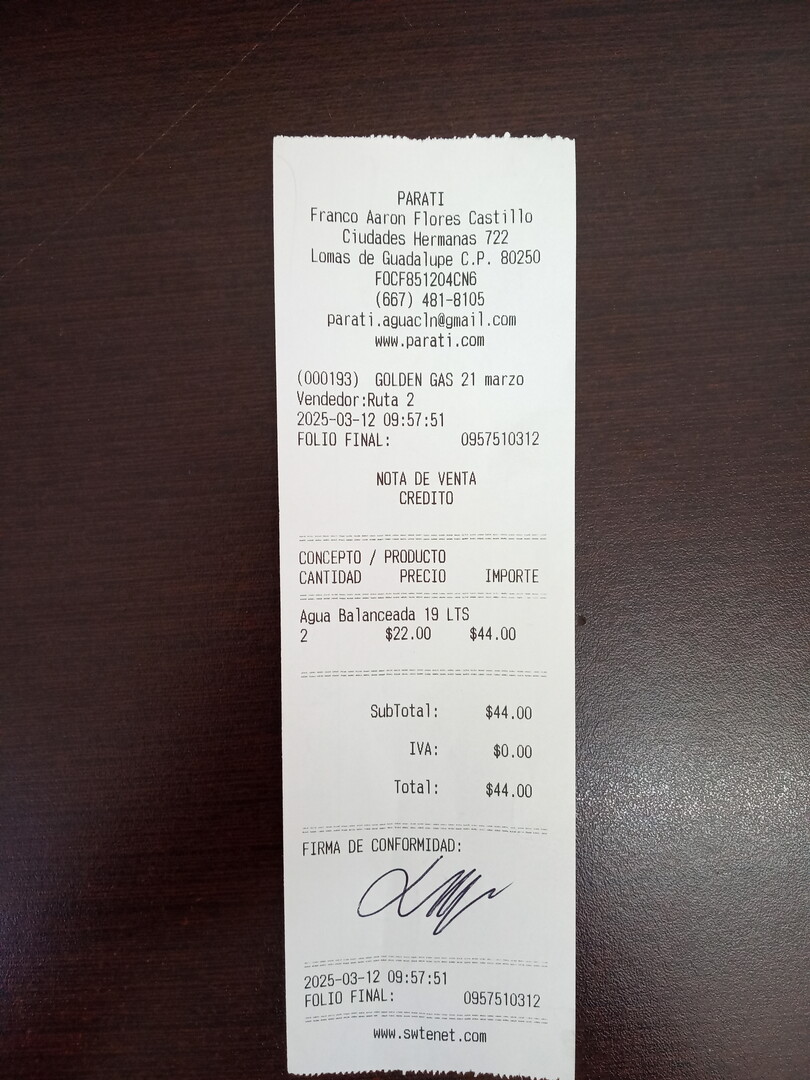 PARATI
Franco Aaron Flores Castillo
Ciudades Hermanas 722
Lomas de Guadalupe C.P. 80250
FOCF851204CN6
(667) 481-8105
parati.aguacln@gmail.com
www.parati.com
(000193) GOLDEN GAS 21 marzo
Vendedor:Ruta 2
2025-03-12 09:57:51
FOLIO FINAL: 0957510312
NOTA DE VENTA
CREDITO
CONCEPTO / PRODUCTO
CANTIDAD PRECIO IMPORTE
Agua Balanceada 19 LTS
2 $22.00 $44.00
SubTotal: $44.00
IVA: $0.00
Total: $44.00
FIRMA DE CONFORMIDAD:
2025-03-12 09:57:51
FOLIO FINAL: 0957510312
www.swtenet.com